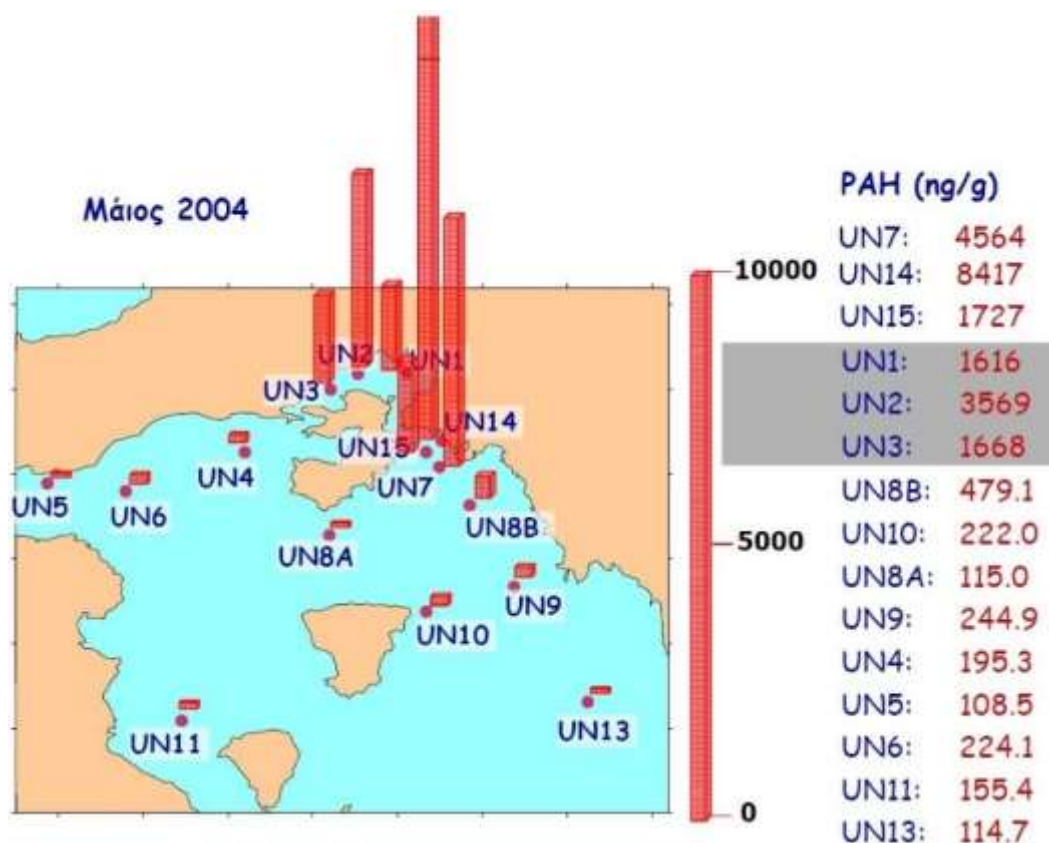 Μάιος 2004
UN2
UN1
UN3
UN14
UN15
UN4
UN7
UN5
UN6
UN8B
UN8A
UN9
UN10
UN11
UN13
10000
5000
0
PAH (ng/g)
UN7: 4564
UN14: 8417
UN15: 1727
UN1: 1616
UN2: 3569
UN3: 1668
UN8B: 479.1
UN10: 222.0
UN8A: 115.0
UN9: 244.9
UN4: 195.3
UN5: 108.5
UN6: 224.1
UN11: 155.4
UN13: 114.7